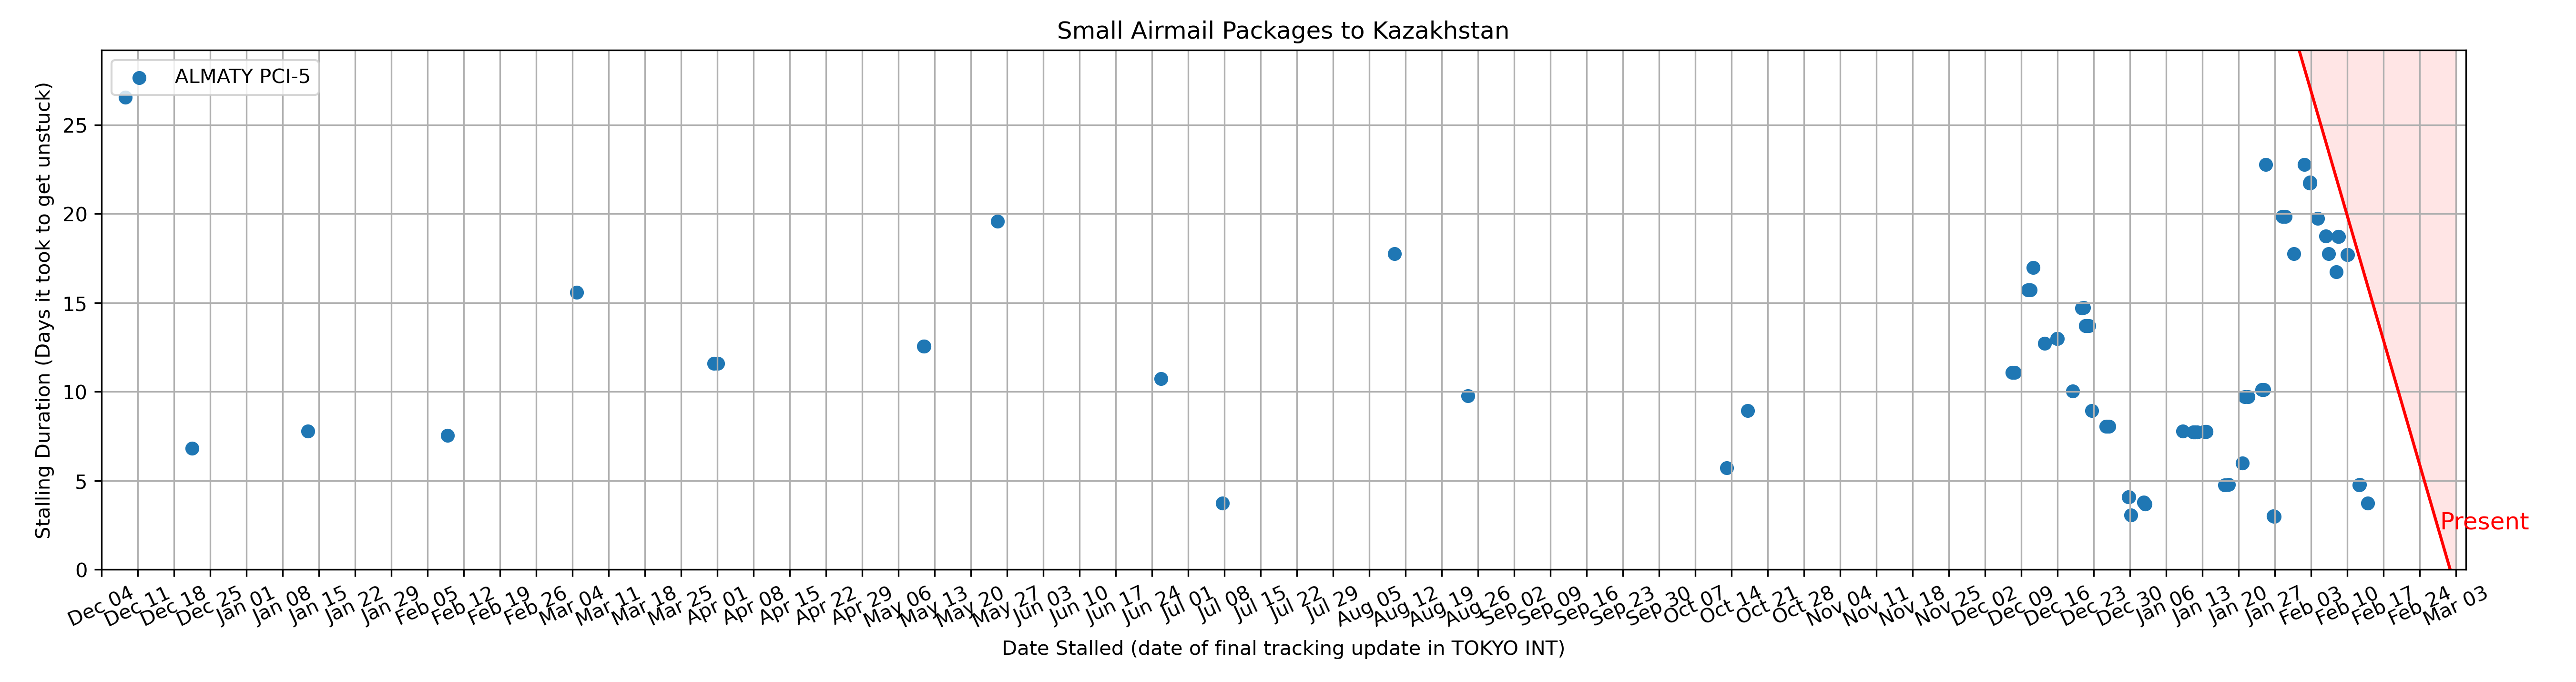 Small Airmail Packages to Kazakhstan
ALMATY PCI-5
Stalling Duration (Days it took to get unstuck)
25
20
15
10
5
0
Present
Dec 04 Dec 11 Dec 18 Dec 25 Jan 01 Jan 08 Jan 15 Jan 22 Jan 29 Feb 05 Feb 12 Feb 19 Feb 26 Mar 04 Mar 11 Mar 18 Mar 25 Apr 01 Apr 08 Apr 15 Apr 22 Apr 29 May 06 May 13 May 20 May 27 Jun 03 Jun 10 Jun 17 Jun 24 Jul 01 Jul 08 Jul 15 Jul 22 Jul 29 Aug 05 Aug 12 Aug 19 Aug 26 Sep 02 Sep 09 Sep 16 Sep 23 Sep 30 Oct 07 Oct 14 Oct 21 Oct 28 Nov 04 Nov 11 Nov 18 Nov 25 Dec 02 Dec 09 Dec 16 Dec 23 Dec 30 Jan 06 Jan 13 Jan 20 Jan 27 Feb 03 Feb 10 Feb 17 Feb 24 Mar 03
Date Stalled (date of final tracking update in TOKYO INT)